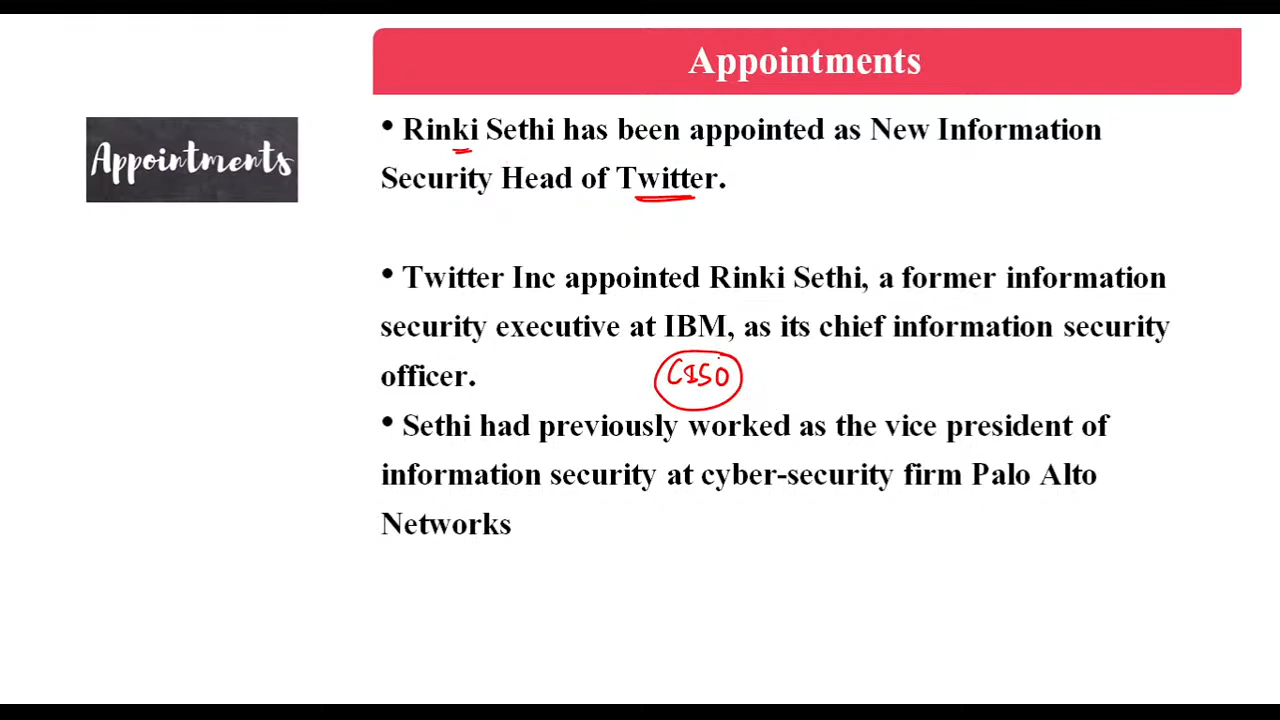 Appointments
Appointments
• Rinki Sethi has been appointed as New Information
Security Head of Twitter.
• Twitter Inc appointed Rinki Sethi, a former information
security executive at IBM, as its chief information security
officer.
CISO
• Sethi had previously worked as the vice president of
information security at cyber-security firm Palo Alto
Networks